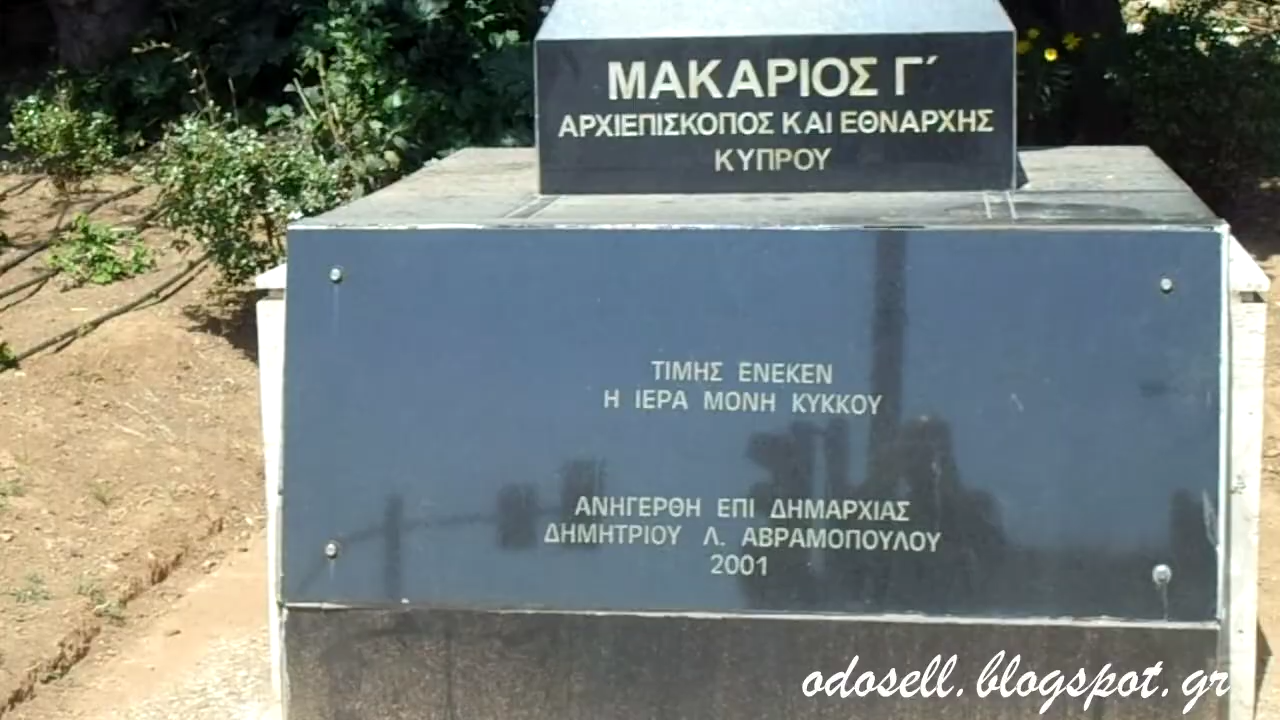 ΜΑΚΑΡΙΟΣ Γ΄
ΑΡΧΙΕΠΙΣΚΟΠΟΣ ΚΑΙ ΕΘΝΑΡΧΗΣ
ΚΥΠΡΟΥ
ΤΙΜΗΣ ΕΝΕΚΕΝ
Η ΙΕΡΑ ΜΟΝΗ ΚΥΚΚΟΥ
ΑΝΗΓΕΡΘΗ ΕΠΙ ΔΗΜΑΡΧΙΑΣ
ΔΗΜΗΤΡΙΟΥ Λ. ΑΒΡΑΜΟΠΟΥΛΟΥ
2001
odosell.blogspot.gr